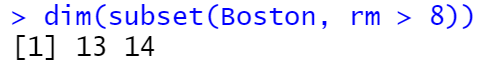 > dim(subset(Boston, rm > 8))
[1] 13 14